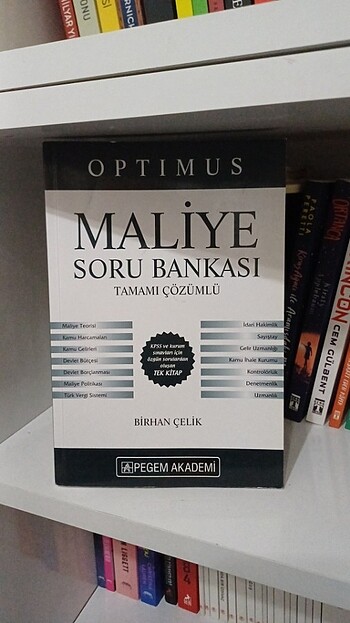 OPTIMUS
MALİYE
SORU BANKASI
TAMAMI ÇÖZÜMLÜ
Maliye Teorisi
Kamu Harcamaları
Kamu Gelirleri
Devlet Bütçesi
Devlet Borçlanması
Maliye Politikası
Türk Vergi Sistemi
KPSS ve kurum
sınavları için
özgün sorulardan
oluşan
TEK KİTAP
İdari Hakimlik
Sayıştay
Gelir Uzmanlığı
Kamu İhale Kurumu
Kontrolörlük
Denetmenlik
Uzmanlık
BİRHAN ÇELİK
PEGEM AKADEMİ
PAOLA
PERETTI
CEM GÜLBENT